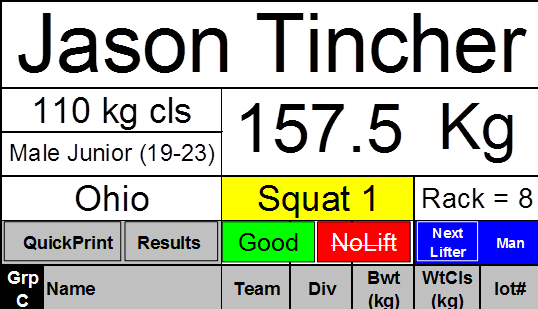 Jason Tincher
110 kg cls
157.5 Kg
Male Junior (19-23)
Ohio
Squat 1
Rack = 8
QuickPrint
Results
Good
NoLift
Next
Lifter
Man
Grp
C
Name
Team
Div
Bwt
(kg)
WtCls
(kg)
lot#